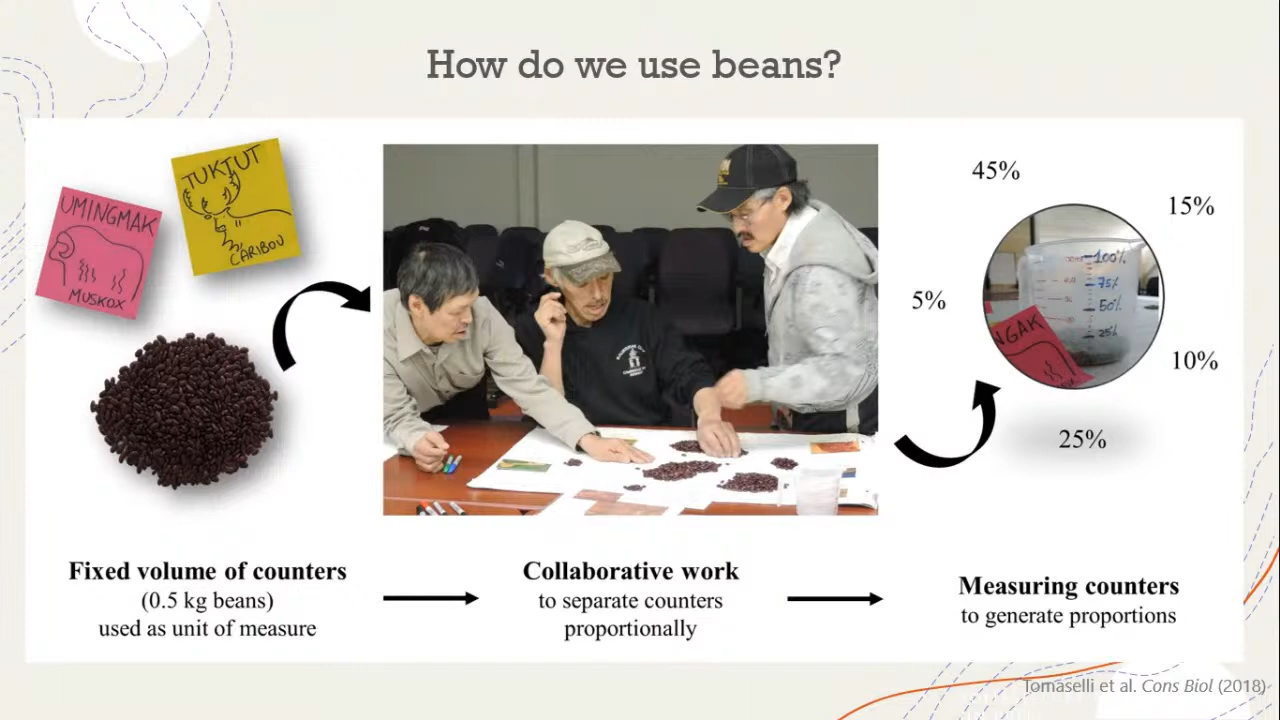 How do we use beans?
TUKTUT
CARIBOU
UMINGMAK
MUSKOX
45%
15%
5%
10%
25%
100%
75%
50%
25%
NGAK
Fixed volume of counters
(0.5 kg beans)
used as unit of measure
Collaborative work
to separate counters
proportionally
Measuring counters
to generate proportions
Tomaselli et al. Cons Biol (2018)